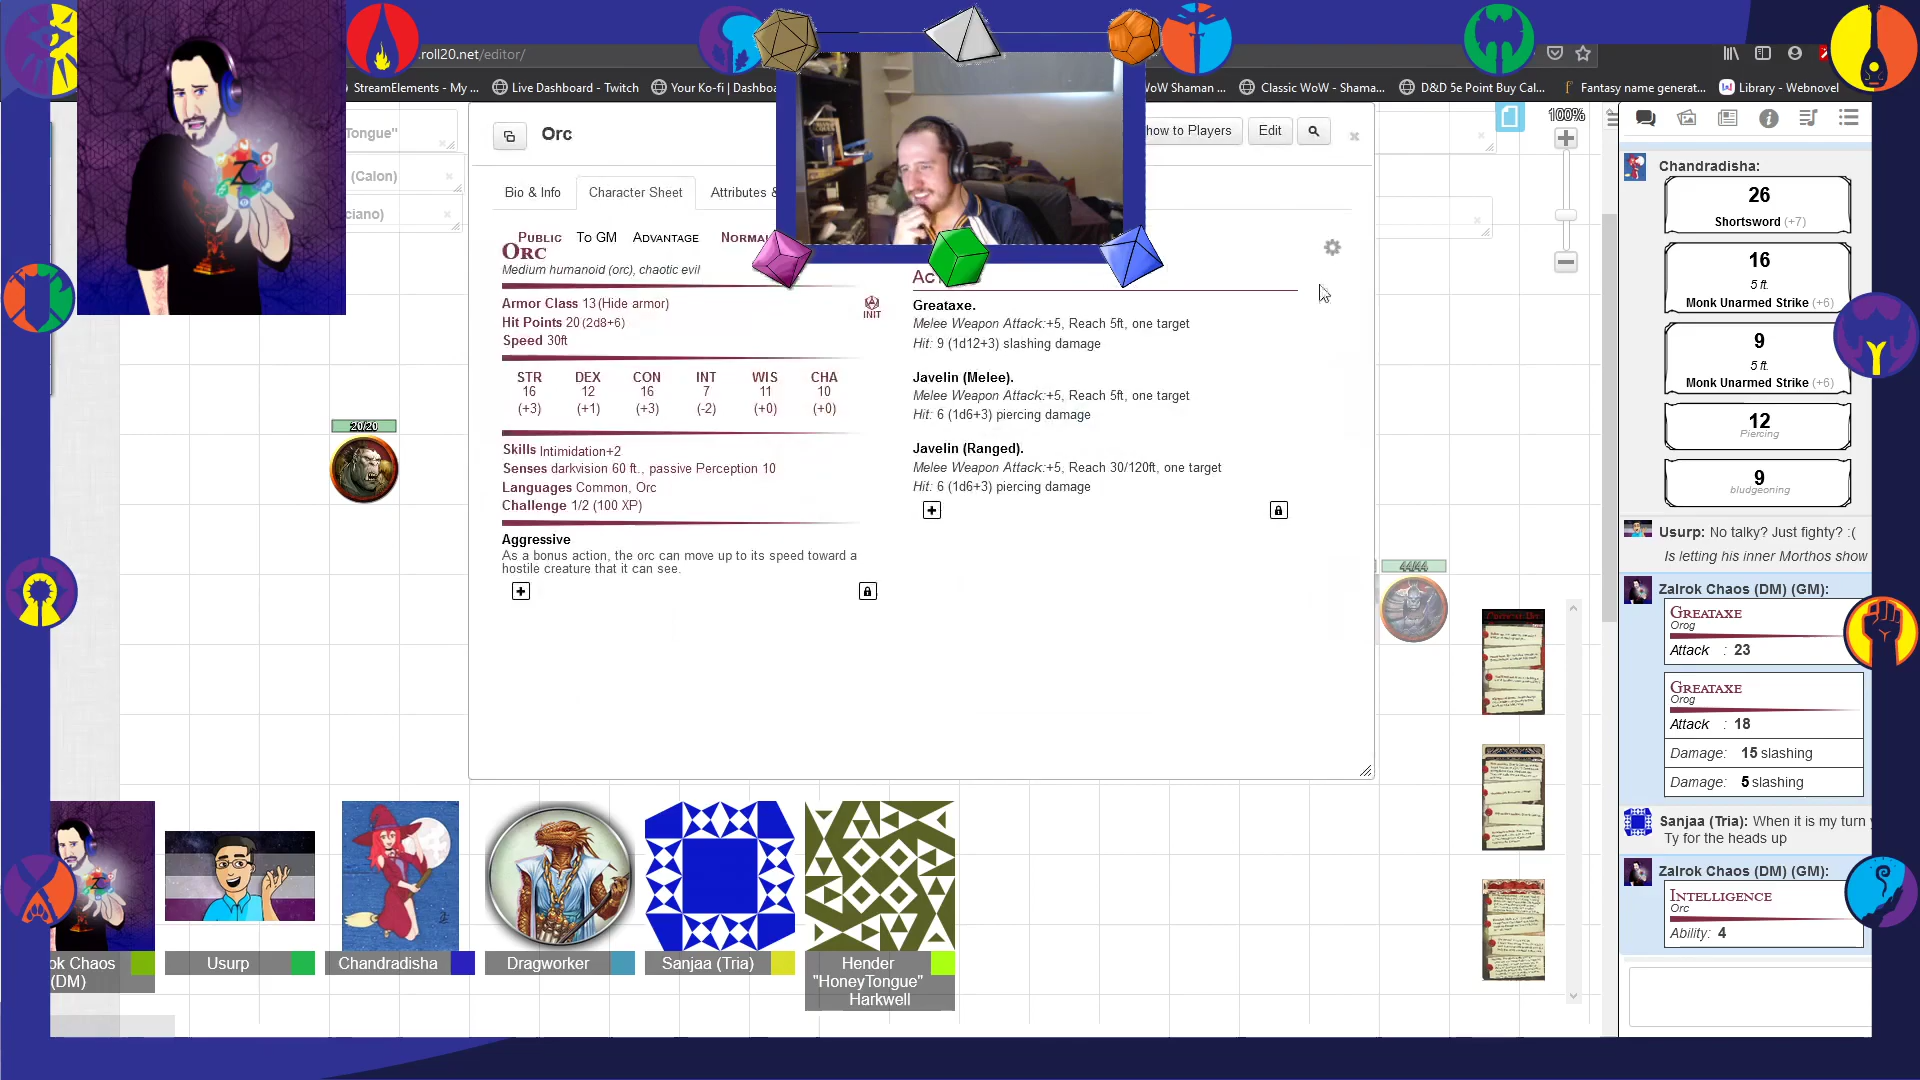 .roll20.net/editor/
StreamElements - My ...
Live Dashboard - Twitch
Your Ko-fi | Dashboa
WoW Shaman ...
Classic WoW - Shama...
D&D 5e Point Buy Cal...
Fantasy name generat...
Library - Webnovel
Tongue"
(Calon)
ciano)
Orc
how to Players
Edit
100%
Bio & Info
Character Sheet
Attributes &
PUBLIC
To GM
ADVANTAGE
NORMAL
ORC
Medium humanoid (orc), chaotic evil
Armor Class 13 (Hide armor)
Hit Points 20 (2d8+6)
Speed 30ft
INIT
STR DEX CON INT WIS CHA
16 12 16 7 11 10
(+3) (+1) (+3) (-2) (+0) (+0)
Skills Intimidation+2
Senses darkvision 60 ft., passive Perception 10
Languages Common, Orc
Challenge 1/2 (100 XP)
Aggressive
As a bonus action, the orc can move up to its speed toward a
hostile creature that it can see.
Greataxe.
Melee Weapon Attack:+5, Reach 5ft, one target
Hit: 9 (1d12+3) slashing damage
Javelin (Melee).
Melee Weapon Attack:+5, Reach 5ft, one target
Hit: 6 (1d6+3) piercing damage
Javelin (Ranged).
Melee Weapon Attack:+5, Reach 30/120ft, one target
Hit: 6 (1d6+3) piercing damage
20/20
44/44
Chandradisha:
26
Shortsword (+7)
16
5 ft.
Monk Unarmed Strike (+6)
9
5 ft.
Monk Unarmed Strike (+6)
12
Piercing
9
bludgeoning
Usurp: No talky? Just fighty? :(
Is letting his inner Morthos show
Zalrok Chaos (DM) (GM):
GREATAXE
Orog
Attack : 23
GREATAXE
Orog
Attack : 18
Damage: 15 slashing
Damage: 5 slashing
Sanjaa (Tria): When it is my turn
Ty for the heads up
Zalrok Chaos (DM) (GM):
INTELLIGENCE
Orc
Ability: 4
ok Chaos
(DM)
Usurp
Chandradisha
Dragworker
Sanjaa (Tria)
Hender
"HoneyTongue"
Harkwell